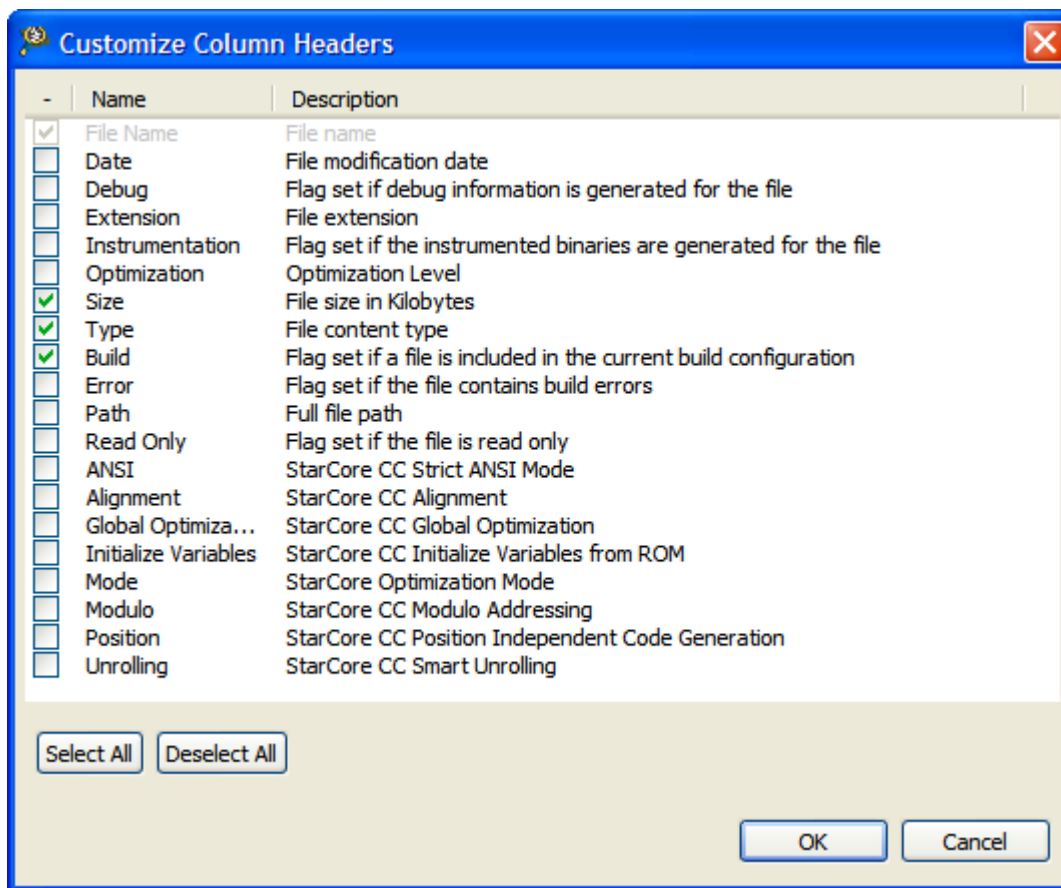 Customize Column Headers
- Name Description
File Name File name
Date File modification date
Debug Flag set if debug information is generated for the file
Extension File extension
Instrumentation Flag set if the instrumented binaries are generated for the file
Optimization Optimization Level
Size File size in Kilobytes
Type File content type
Build Flag set if a file is included in the current build configuration
Error Flag set if the file contains build errors
Path Full file path
Read Only Flag set if the file is read only
ANSI StarCore CC Strict ANSI Mode
Alignment StarCore CC Alignment
Global Optimiza... StarCore CC Global Optimization
Initialize Variables StarCore CC Initialize Variables from ROM
Mode StarCore Optimization Mode
Modulo StarCore CC Modulo Addressing
Position StarCore CC Position Independent Code Generation
Unrolling StarCore CC Smart Unrolling
Select All Deselect All
OK Cancel